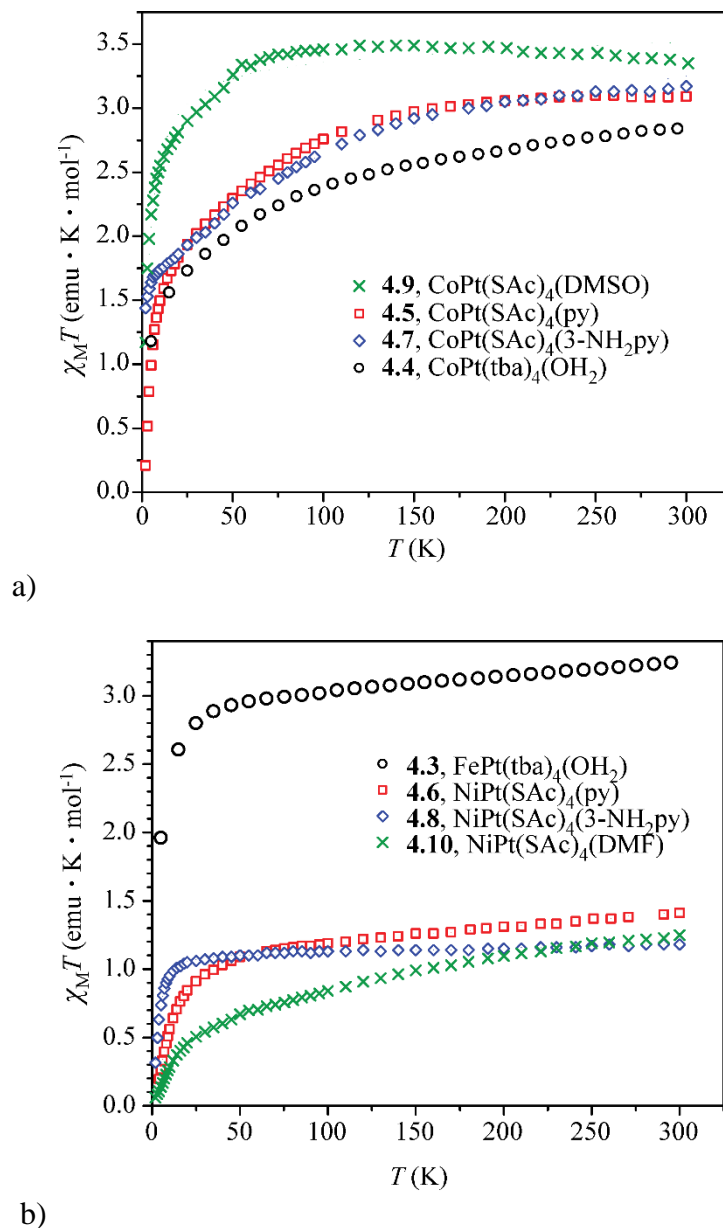 3.5
3.0
2.5
2.0
1.5
1.0
0.5
0.0
χ_M T (emu · K · mol⁻¹)
× 4.9, CoPt(SAc)₄(DMSO)
□ 4.5, CoPt(SAc)₄(py)
◇ 4.7, CoPt(SAc)₄(3-NH₂py)
○ 4.4, CoPt(tba)₄(OH₂)
0 50 100 150 200 250 300
T (K)
a)
3.0
2.5
2.0
1.5
1.0
0.5
0.0
χ_M T (emu · K · mol⁻¹)
○ 4.3, FePt(tba)₄(OH₂)
□ 4.6, NiPt(SAc)₄(py)
◇ 4.8, NiPt(SAc)₄(3-NH₂py)
× 4.10, NiPt(SAc)₄(DMF)
0 50 100 150 200 250 300
T (K)
b)